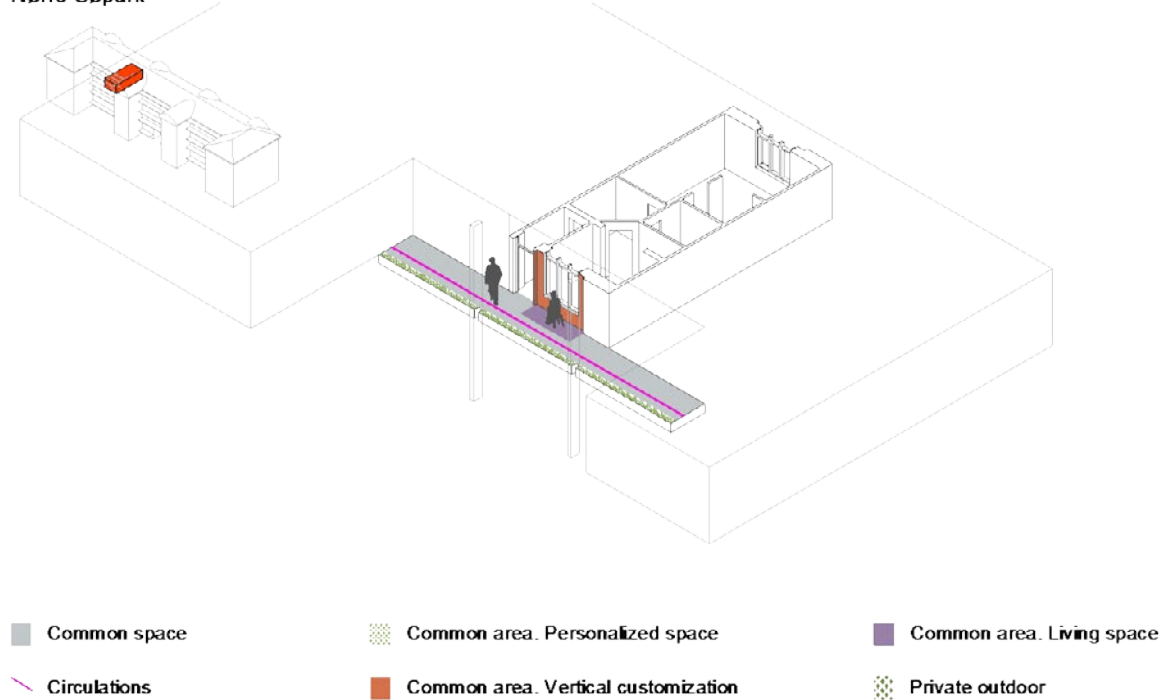 Common space
Common area. Personalized space
Common area. Living space
Circulations
Common area. Vertical customization
Private outdoor